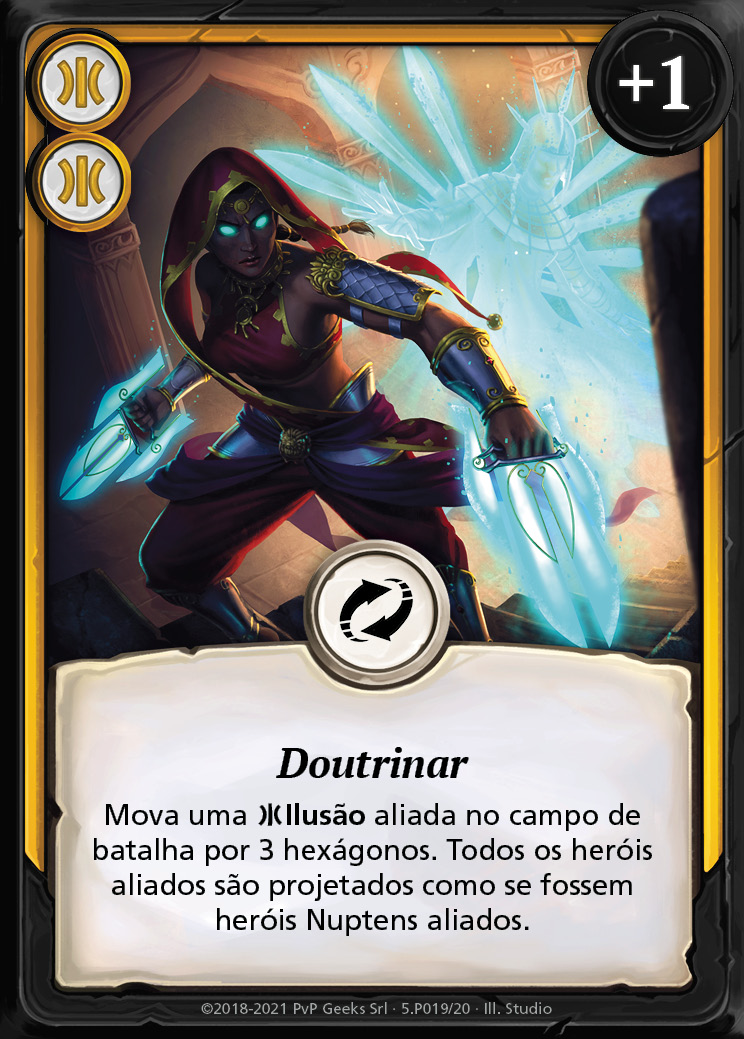 +1
Doutrinar
Mova uma Ilusão aliada no campo de
batalha por 3 hexágonos. Todos os heróis
aliados são projetados como se fossem
heróis Nuptens aliados.
©2018-2021 PvP Geeks Srl · 5.P019/20 · Ill. Studio